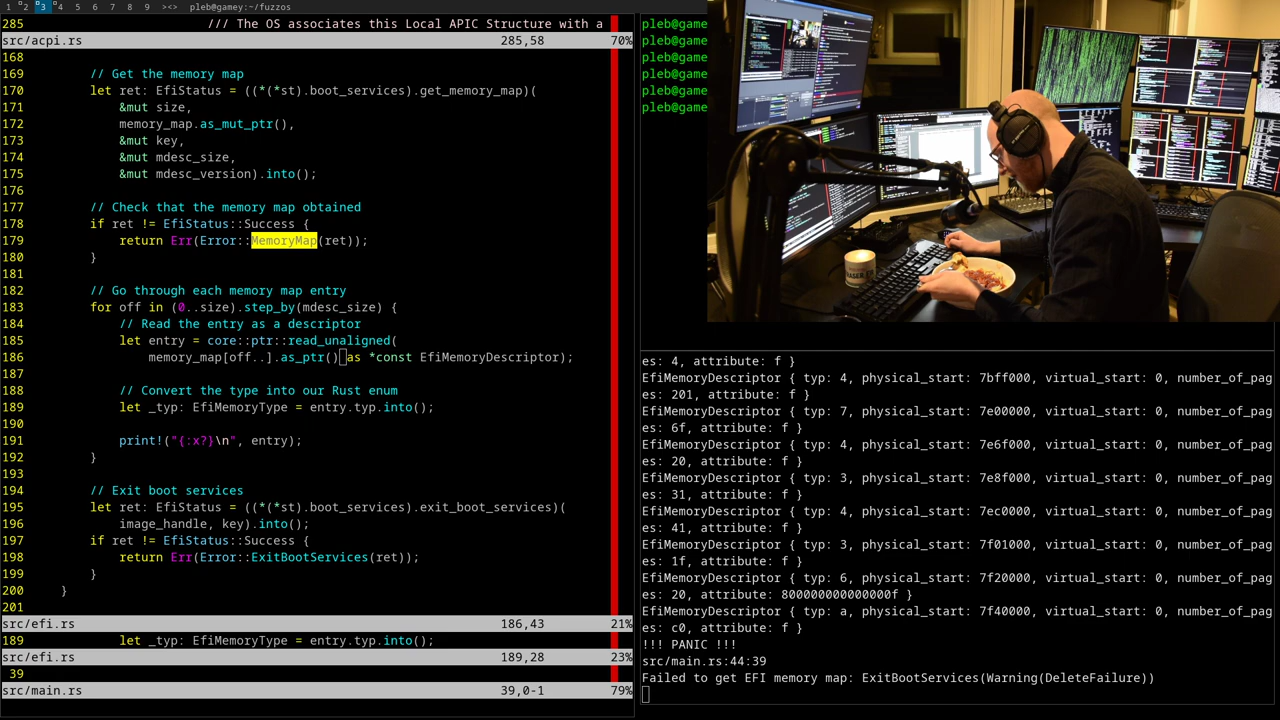 1 2 3 4 5 6 7 8 9 ><> pleb@gamey:~/fuzzos
285 /// The OS associates this Local APIC Structure with a
src/acpi.rs 285,58 70%
168
169 // Get the memory map
170 let ret: EfiStatus = ((*(*st).boot_services).get_memory_map)(
171 &mut size,
172 memory_map.as_mut_ptr(),
173 &mut key,
174 &mut mdesc_size,
175 &mut mdesc_version).into();
176
177 // Check that the memory map obtained
178 if ret != EfiStatus::Success {
179 return Err(Error::MemoryMap(ret));
180 }
181
182 // Go through each memory map entry
183 for off in (0..size).step_by(mdesc_size) {
184 // Read the entry as a descriptor
185 let entry = core::ptr::read_unaligned(
186 memory_map[off..].as_ptr() as *const EfiMemoryDescriptor);
187
188 // Convert the type into our Rust enum
189 let _typ: EfiMemoryType = entry.typ.into();
190
191 print!("{:x?}\n", entry);
192 }
193
194 // Exit boot services
195 let ret: EfiStatus = ((*(*st).boot_services).exit_boot_services)(
196 image_handle, key).into();
197 if ret != EfiStatus::Success {
198 return Err(Error::ExitBootServices(ret));
199 }
200 }
201
src/efi.rs 186,43 21%
189 let _typ: EfiMemoryType = entry.typ.into();
src/efi.rs 189,28 23%
39
src/main.rs 39,0-1 79%
pleb@game
pleb@game
pleb@game
pleb@game
pleb@game
pleb@game
es: 4, attribute: f }
EfiMemoryDescriptor { typ: 4, physical_start: 7bff000, virtual_start: 0, number_of_pag
es: 201, attribute: f }
EfiMemoryDescriptor { typ: 7, physical_start: 7e00000, virtual_start: 0, number_of_pag
es: 6f, attribute: f }
EfiMemoryDescriptor { typ: 4, physical_start: 7e6f000, virtual_start: 0, number_of_pag
es: 20, attribute: f }
EfiMemoryDescriptor { typ: 3, physical_start: 7e8f000, virtual_start: 0, number_of_pag
es: 31, attribute: f }
EfiMemoryDescriptor { typ: 4, physical_start: 7ec0000, virtual_start: 0, number_of_pag
es: 41, attribute: f }
EfiMemoryDescriptor { typ: 3, physical_start: 7f01000, virtual_start: 0, number_of_pag
es: 1f, attribute: f }
EfiMemoryDescriptor { typ: 6, physical_start: 7f20000, virtual_start: 0, number_of_pag
es: 20, attribute: 800000000000000f }
EfiMemoryDescriptor { typ: a, physical_start: 7f40000, virtual_start: 0, number_of_pag
es: c0, attribute: f }
!!! PANIC !!!
src/main.rs:44:39
Failed to get EFI memory map: ExitBootServices(Warning(DeleteFailure))